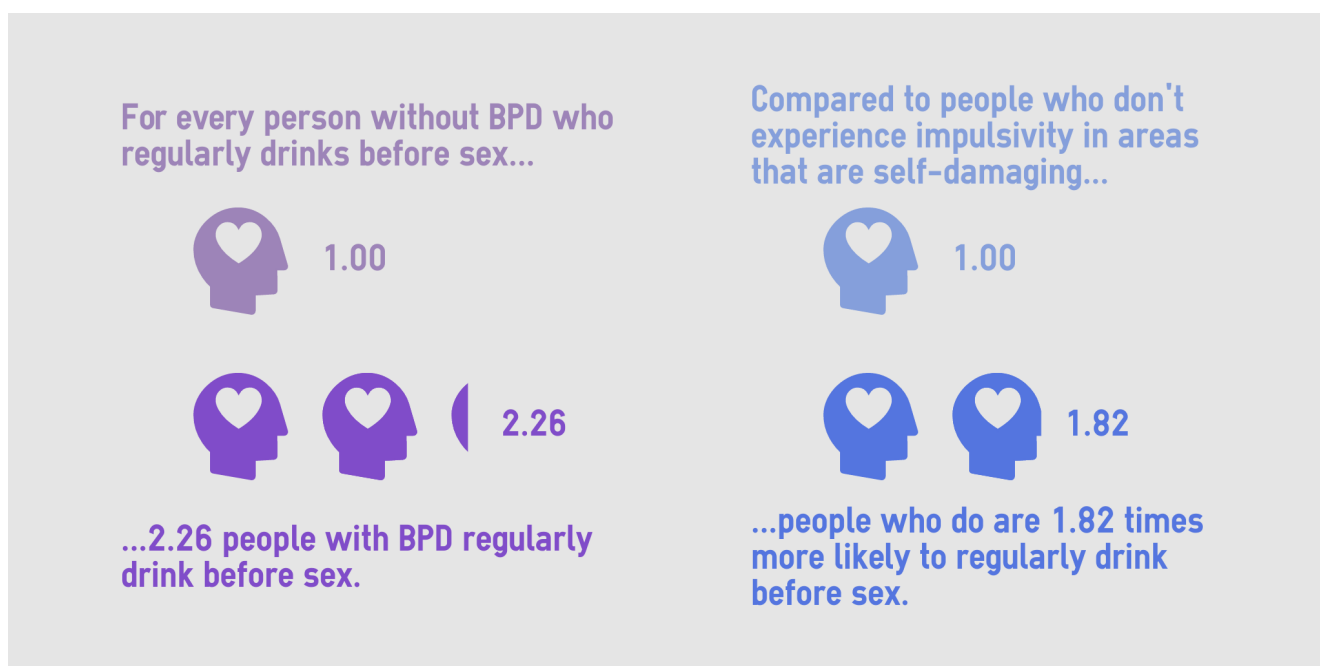 For every person without BPD who
regularly drinks before sex...
1.00
2.26
...2.26 people with BPD regularly
drink before sex.
Compared to people who don't
experience impulsivity in areas
that are self-damaging...
1.00
1.82
...people who do are 1.82 times
more likely to regularly drink
before sex.